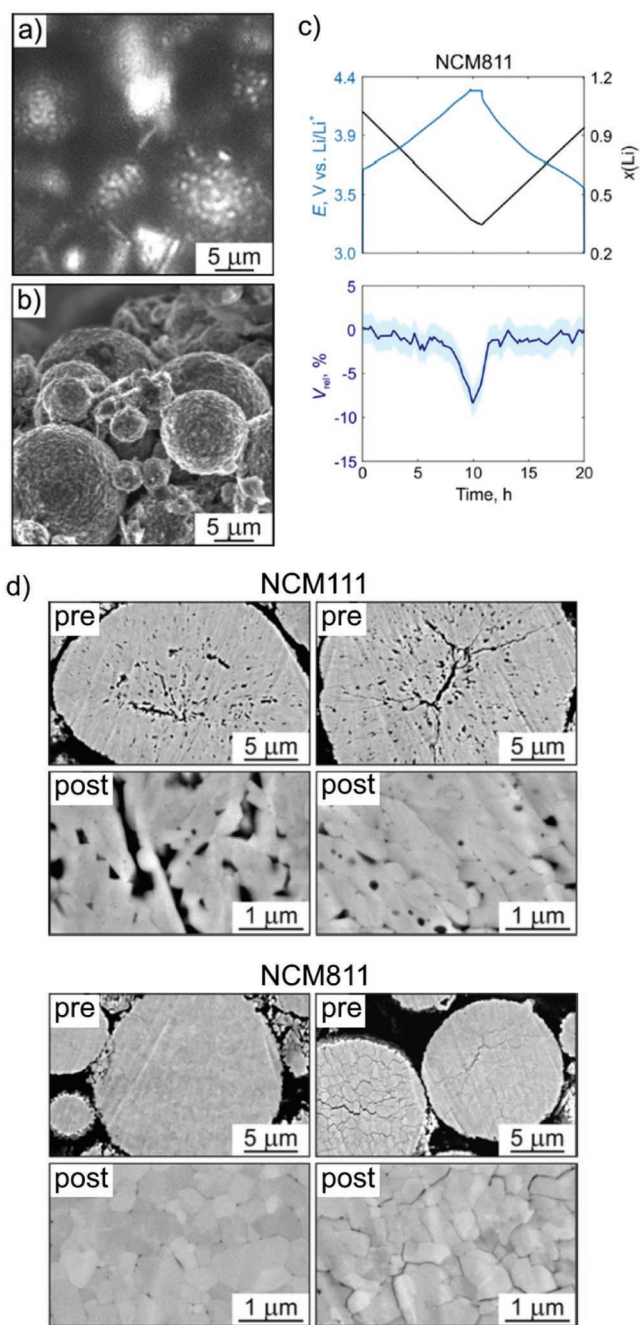 a)
5 µm
b)
5 µm
c)
NCM811
4.4
3.9
3.5
3.0
E, V vs. Li/Li⁺
1.2
0.9
0.5
0.2
x(Li)
5
0
-5
-10
-15
V_rel, %
0 5 10 15 20
Time, h
d)
NCM111
pre
5 µm
pre
5 µm
post
1 µm
post
1 µm
NCM811
pre
5 µm
pre
5 µm
post
1 µm
post
1 µm